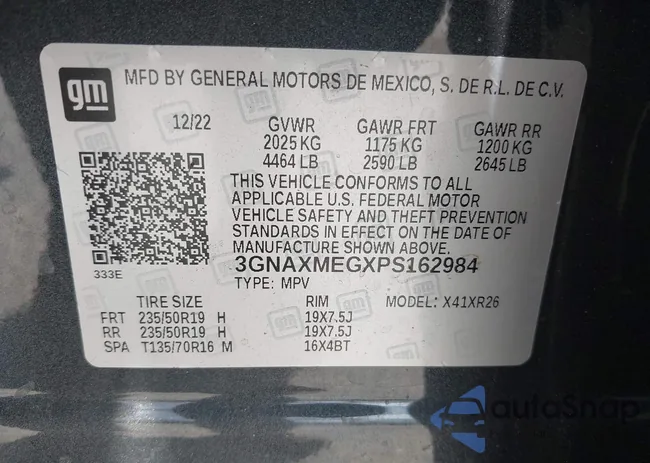 gm
MFD BY GENERAL MOTORS DE MEXICO, S. DE R.L. DE C.V.
12/22 GVWR GAWR FRT GAWR RR
2025 KG 1175 KG 1200 KG
4464 LB 2590 LB 2645 LB
THIS VEHICLE CONFORMS TO ALL
APPLICABLE U.S. FEDERAL MOTOR
VEHICLE SAFETY AND THEFT PREVENTION
STANDARDS IN EFFECT ON THE DATE OF
MANUFACTURE SHOWN ABOVE.
333E
3GNAXMEGXPS162984
TYPE: MPV
TIRE SIZE RIM MODEL: X41XR26
FRT 235/50R19 H 19X7.5J
RR 235/50R19 H 19X7.5J
SPA T135/70R16 M 16X4BT
autoSnap